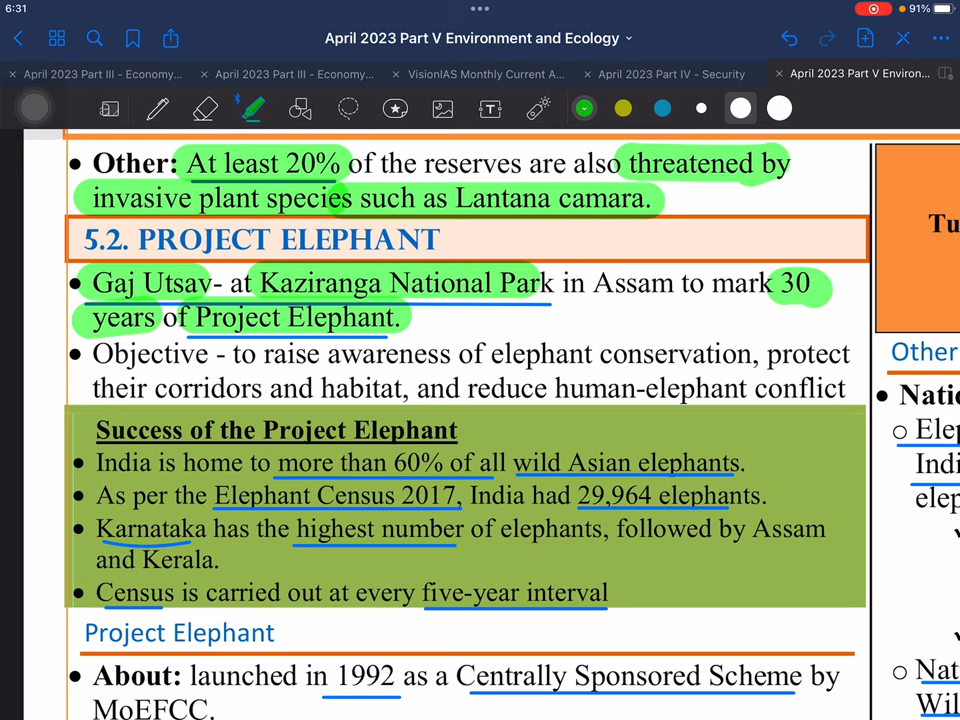 6:31
91%
April 2023 Part V Environment and Ecology
April 2023 Part III - Economy...
April 2023 Part III - Economy...
VisionIAS Monthly Current A...
April 2023 Part IV - Security
April 2023 Part V Environ...
• Other: At least 20% of the reserves are also threatened by
invasive plant species such as Lantana camara.
5.2. PROJECT ELEPHANT
• Gaj Utsav- at Kaziranga National Park in Assam to mark 30
years of Project Elephant.
• Objective - to raise awareness of elephant conservation, protect
their corridors and habitat, and reduce human-elephant conflict
Success of the Project Elephant
• India is home to more than 60% of all wild Asian elephants.
• As per the Elephant Census 2017, India had 29,964 elephants.
• Karnataka has the highest number of elephants, followed by Assam
and Kerala.
• Census is carried out at every five-year interval
Project Elephant
• About: launched in 1992 as a Centrally Sponsored Scheme by
MoEFCC.
Tu
Other
• Natio
○ Elep
Indi
elep
○ Nat
Wil